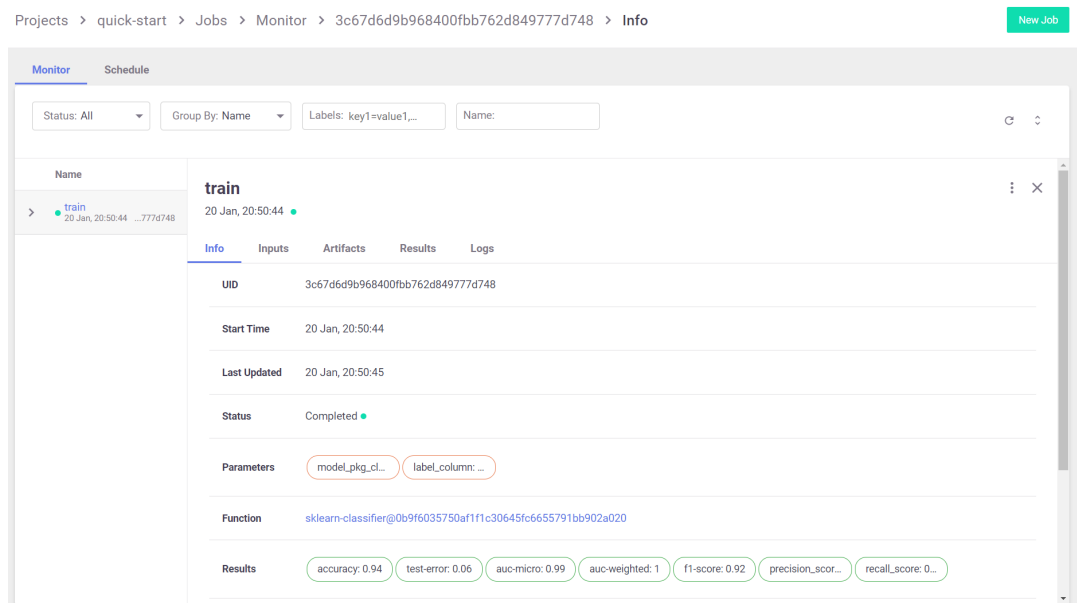 Projects > quick-start > Jobs > Monitor > 3c67d6d9b968400fbb762d849777d748 > Info
New Job
Monitor Schedule
Status: All Group By: Name Labels: key1=value1,... Name:
Name
train
20 Jan, 20:50:44 ...777d748
train
20 Jan, 20:50:44
Info Inputs Artifacts Results Logs
UID 3c67d6d9b968400fbb762d849777d748
Start Time 20 Jan, 20:50:44
Last Updated 20 Jan, 20:50:45
Status Completed
Parameters model_pkg_cl... label_column: ...
Function sklearn-classifier@0b9f6035750af1f1c30645fc6655791bb902a020
Results accuracy: 0.94 test-error: 0.06 auc-micro: 0.99 auc-weighted: 1 f1-score: 0.92 precision_scor... recall_score: 0...